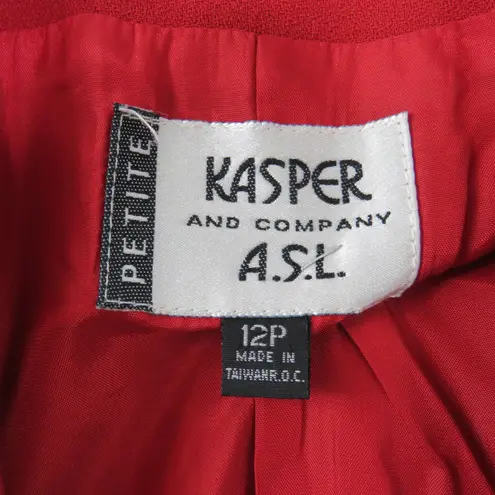 PETITE
KASPER
AND COMPANY
A.S.L.
12P
MADE IN
TAIWANR.O.C.